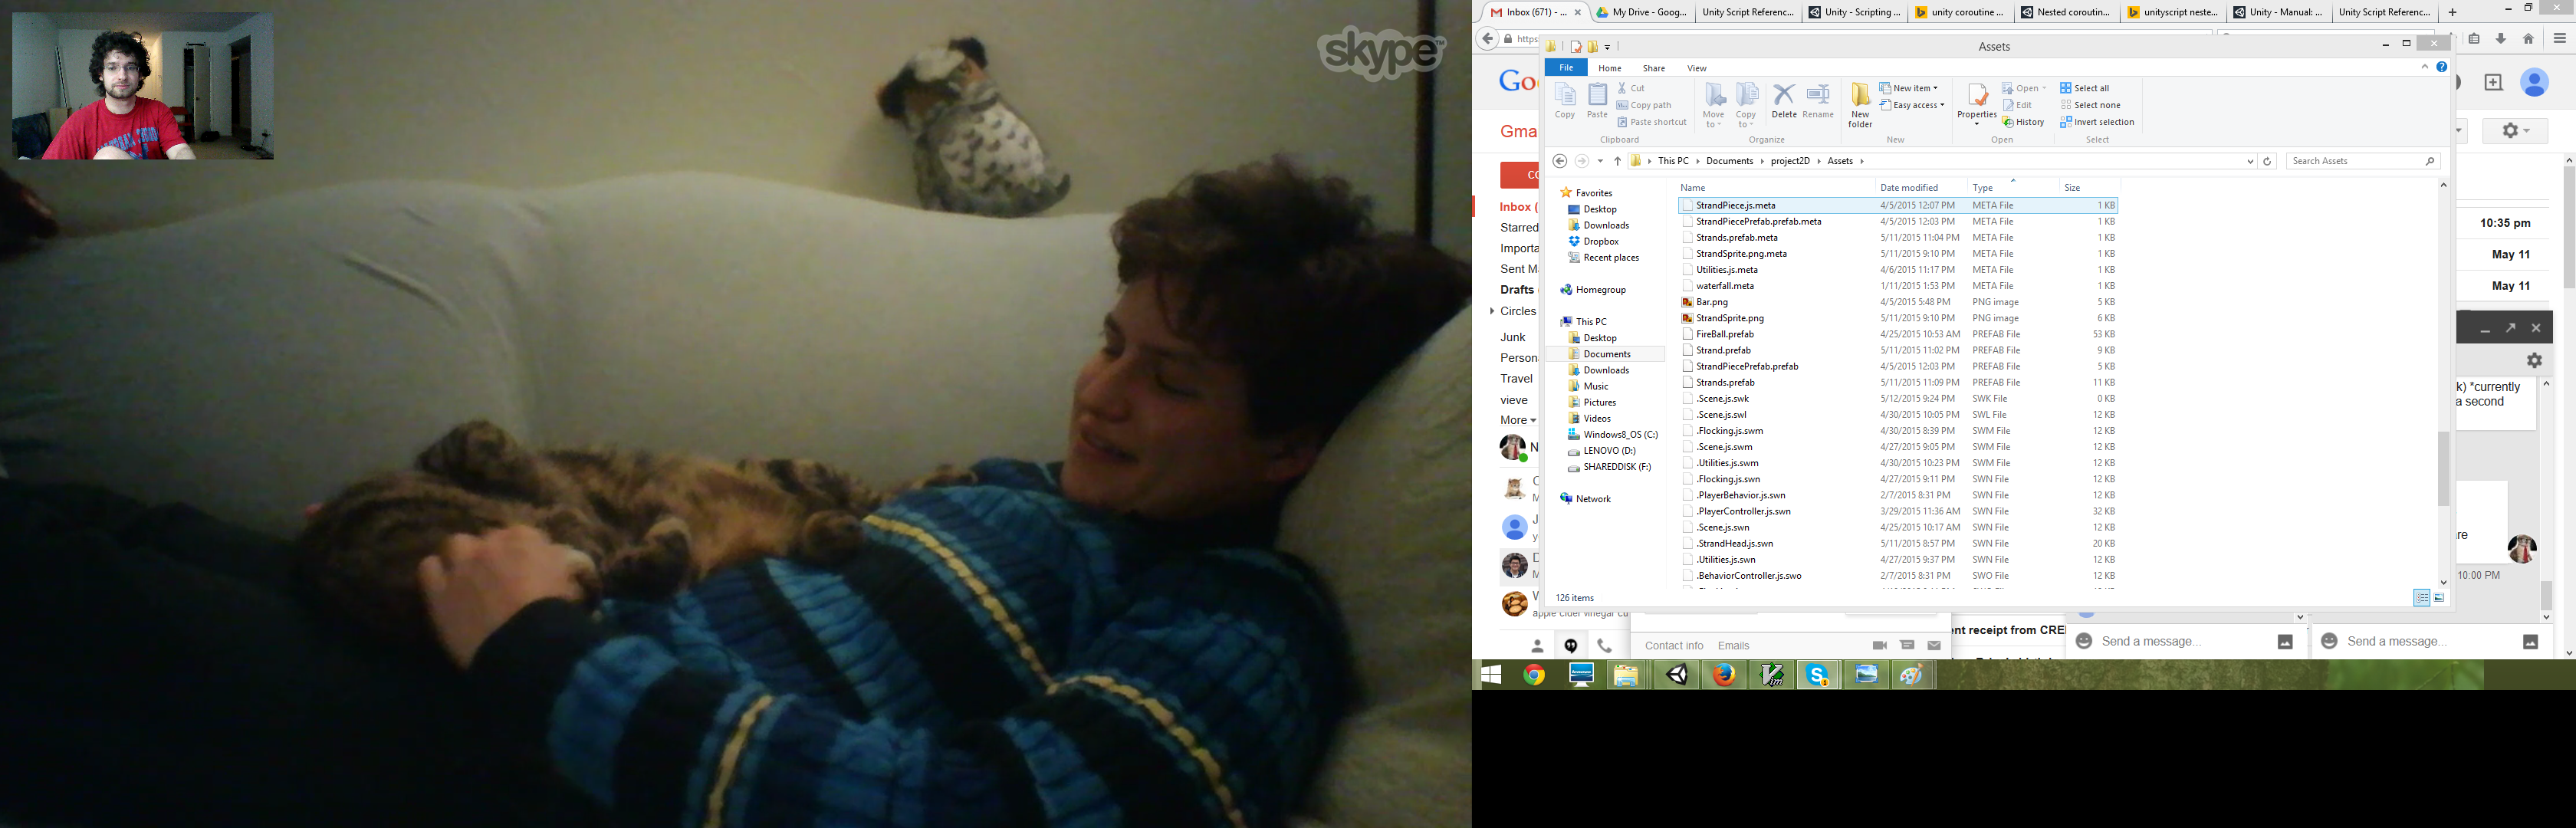 skype™
Inbox (671) - ...
My Drive - Goog...
Unity Script Referenc...
Unity - Scripting ...
unity coroutine ...
Nested coroutin...
unityscript neste...
Unity - Manual: ...
Unity Script Referenc...
https
Assets
File
Home
Share
View
Copy
Paste
Cut
Copy path
Paste shortcut
Clipboard
Move to
Copy to
Delete
Rename
Organize
New folder
New item
Easy access
New
Properties
Open
Edit
History
Open
Select all
Select none
Invert selection
Select
This PC
Documents
project2D
Assets
Search Assets
Favorites
Desktop
Downloads
Dropbox
Recent places
Homegroup
This PC
Desktop
Documents
Downloads
Music
Pictures
Videos
Windows8_OS (C:)
LENOVO (D:)
SHAREDDISK (F:)
Network
Name Date modified Type Size
StrandPiece.js.meta 4/5/2015 12:07 PM META File 1 KB
StrandPiecePrefab.prefab.meta 4/5/2015 12:03 PM META File 1 KB
Strands.prefab.meta 5/11/2015 11:04 PM META File 1 KB
StrandSprite.png.meta 5/11/2015 9:10 PM META File 1 KB
Utilities.js.meta 4/6/2015 11:17 PM META File 1 KB
waterfall.meta 1/11/2015 1:53 PM META File 1 KB
Bar.png 4/5/2015 5:48 PM PNG image 5 KB
StrandSprite.png 5/11/2015 9:10 PM PNG image 6 KB
FireBall.prefab 4/25/2015 10:53 AM PREFAB File 53 KB
Strand.prefab 5/11/2015 11:02 PM PREFAB File 9 KB
StrandPiecePrefab.prefab 4/5/2015 12:03 PM PREFAB File 5 KB
Strands.prefab 5/11/2015 11:09 PM PREFAB File 11 KB
.Scene.js.swk 5/12/2015 9:24 PM SWK File 0 KB
.Scene.js.swl 4/30/2015 10:05 PM SWL File 12 KB
.Flocking.js.swm 4/30/2015 8:39 PM SWM File 12 KB
.Scene.js.swm 4/27/2015 9:05 PM SWM File 12 KB
.Utilities.js.swm 4/30/2015 10:23 PM SWM File 12 KB
.Flocking.js.swn 4/27/2015 9:11 PM SWN File 12 KB
.PlayerBehavior.js.swn 2/7/2015 8:31 PM SWN File 12 KB
.PlayerController.js.swn 3/29/2015 11:36 AM SWN File 32 KB
.Scene.js.swn 4/25/2015 10:17 AM SWN File 12 KB
.StrandHead.js.swn 5/11/2015 8:57 PM SWN File 20 KB
.Utilities.js.swn 4/27/2015 9:37 PM SWN File 12 KB
.BehaviorController.js.swo 2/7/2015 8:31 PM SWO File 12 KB
126 items
Goo
Gma
CO
Inbox (
Starred
Importa
Sent M
Drafts
Circles
Junk
Persona
Travel
vieve
More
10:35 pm
May 11
May 11
k) *currently
a second
re
10:00 PM
apple cider vinegar cu
Contact info
Emails
ent receipt from CRE
Send a message...
Send a message...